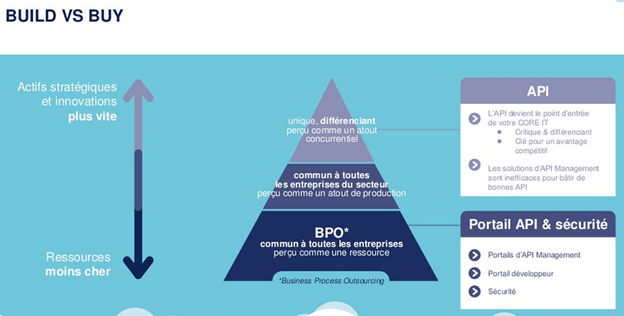 BUILD VS BUY
Actifs stratégiques
et innovations
plus vite
Ressources
moins cher
unique, différenciant
perçu comme un atout
concurrentiel
commun à toutes
les entreprises du secteur
perçu comme un atout de production
BPO*
commun à toutes les entreprises
perçu comme une ressource
*Business Process Outsourcing
API
L'API devient le point d'entrée
de votre CORE IT
Critique & différenciant
Clé pour un avantage
compétitif
Les solutions d'API Management
sont inefficaces pour bâtir de
bonnes API
Portail API & sécurité
Portails d'API Management
Portail développeur
Sécurité